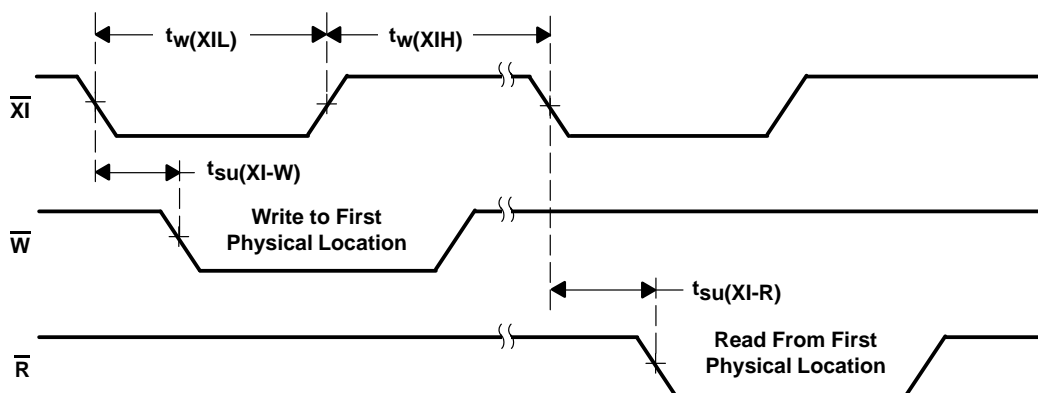 tw(XIL) tw(XIH)
XI
tsu(XI-W)
W
Write to First
Physical Location
tsu(XI-R)
R
Read From First
Physical Location